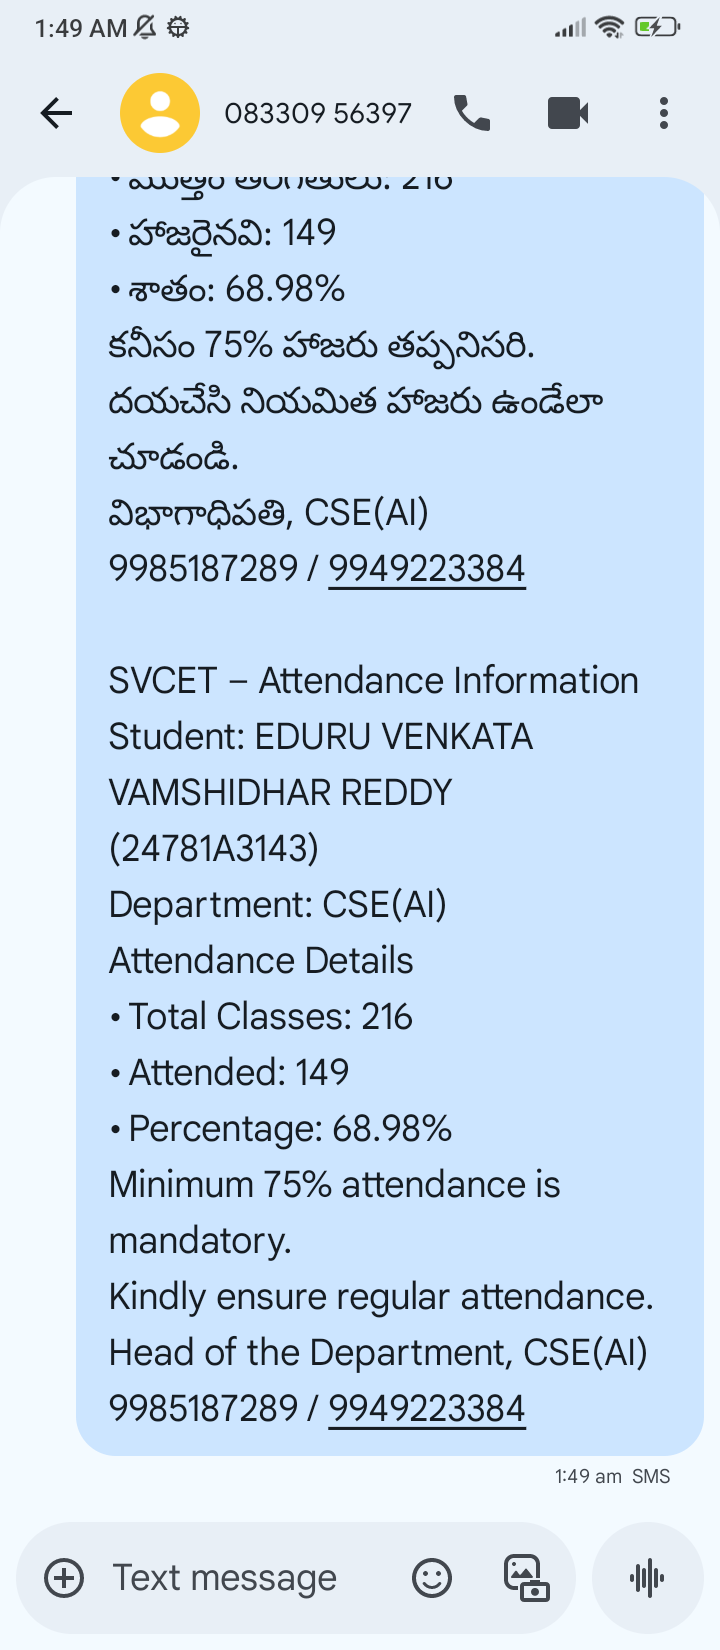 1:49 AM
083309 56397
• మొత్తం తరగతులు: 216
• హాజరైనవి: 149
• శాతం: 68.98%
కనీసం 75% హాజరు తప్పనిసరి.
దయచేసి నియమిత హాజరు ఉండేలా
చూడండి.
విభాగాధిపతి, CSE(AI)
9985187289 / 9949223384
SVCET – Attendance Information
Student: EDURU VENKATA
VAMSHIDHAR REDDY
(24781A3143)
Department: CSE(AI)
Attendance Details
• Total Classes: 216
• Attended: 149
• Percentage: 68.98%
Minimum 75% attendance is
mandatory.
Kindly ensure regular attendance.
Head of the Department, CSE(AI)
9985187289 / 9949223384
1:49 am SMS
Text message